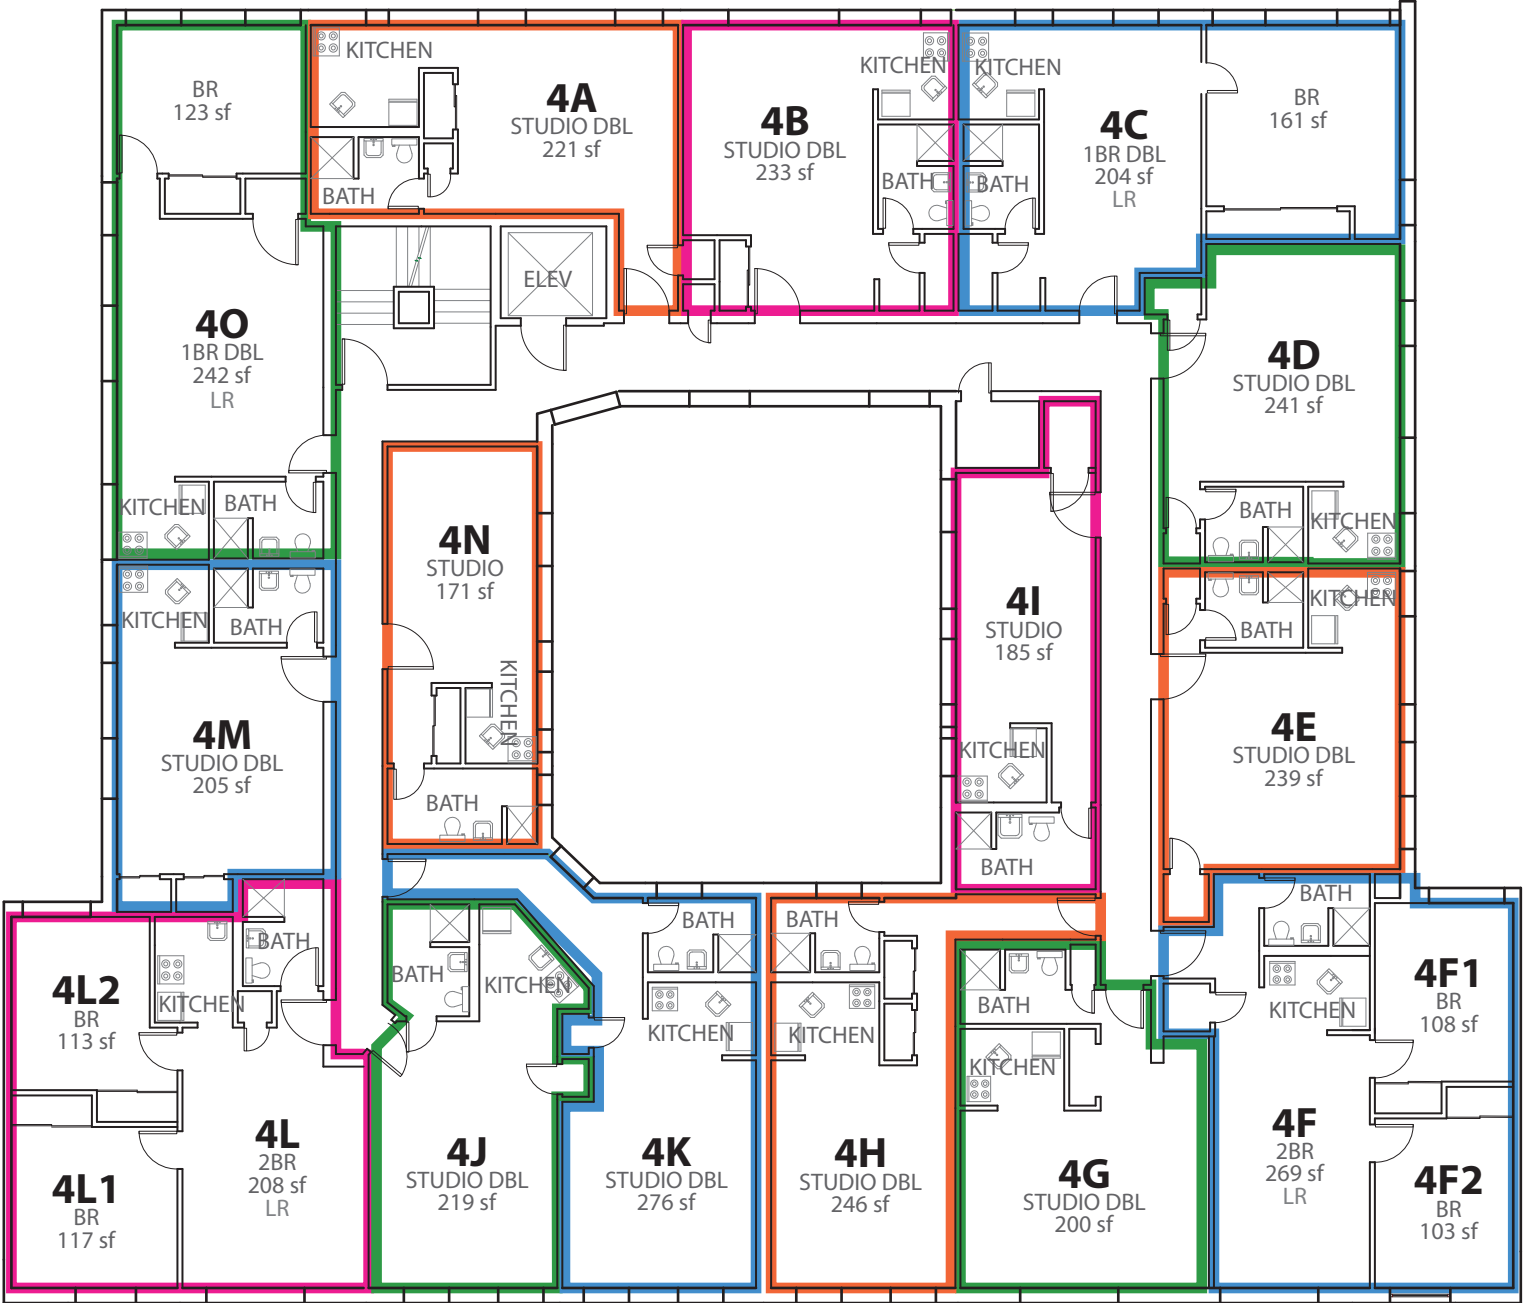 BR
123 sf
KITCHEN
4A
STUDIO DBL
221 sf
BATH
4B
STUDIO DBL
233 sf
KITCHEN
BATH
KITCHEN
BATH
4C
1BR DBL
204 sf
LR
BR
161 sf
ELEV
4O
1BR DBL
242 sf
LR
KITCHEN
BATH
4D
STUDIO DBL
241 sf
BATH
KITCHEN
4N
STUDIO
171 sf
KITCHEN
BATH
4I
STUDIO
185 sf
KITCHEN
BATH
KITCHEN
BATH
4M
STUDIO DBL
205 sf
KITCHEN
BATH
4E
STUDIO DBL
239 sf
BATH
KITCHEN
4L2
BR
113 sf
4L1
BR
117 sf
4L
2BR
208 sf
LR
BATH
KITCHEN
4J
STUDIO DBL
219 sf
BATH
KITCHEN
4K
STUDIO DBL
276 sf
BATH
KITCHEN
4H
STUDIO DBL
246 sf
BATH
KITCHEN
4G
STUDIO DBL
200 sf
BATH
KITCHEN
4F
2BR
269 sf
LR
4F1
BR
108 sf
4F2
BR
103 sf